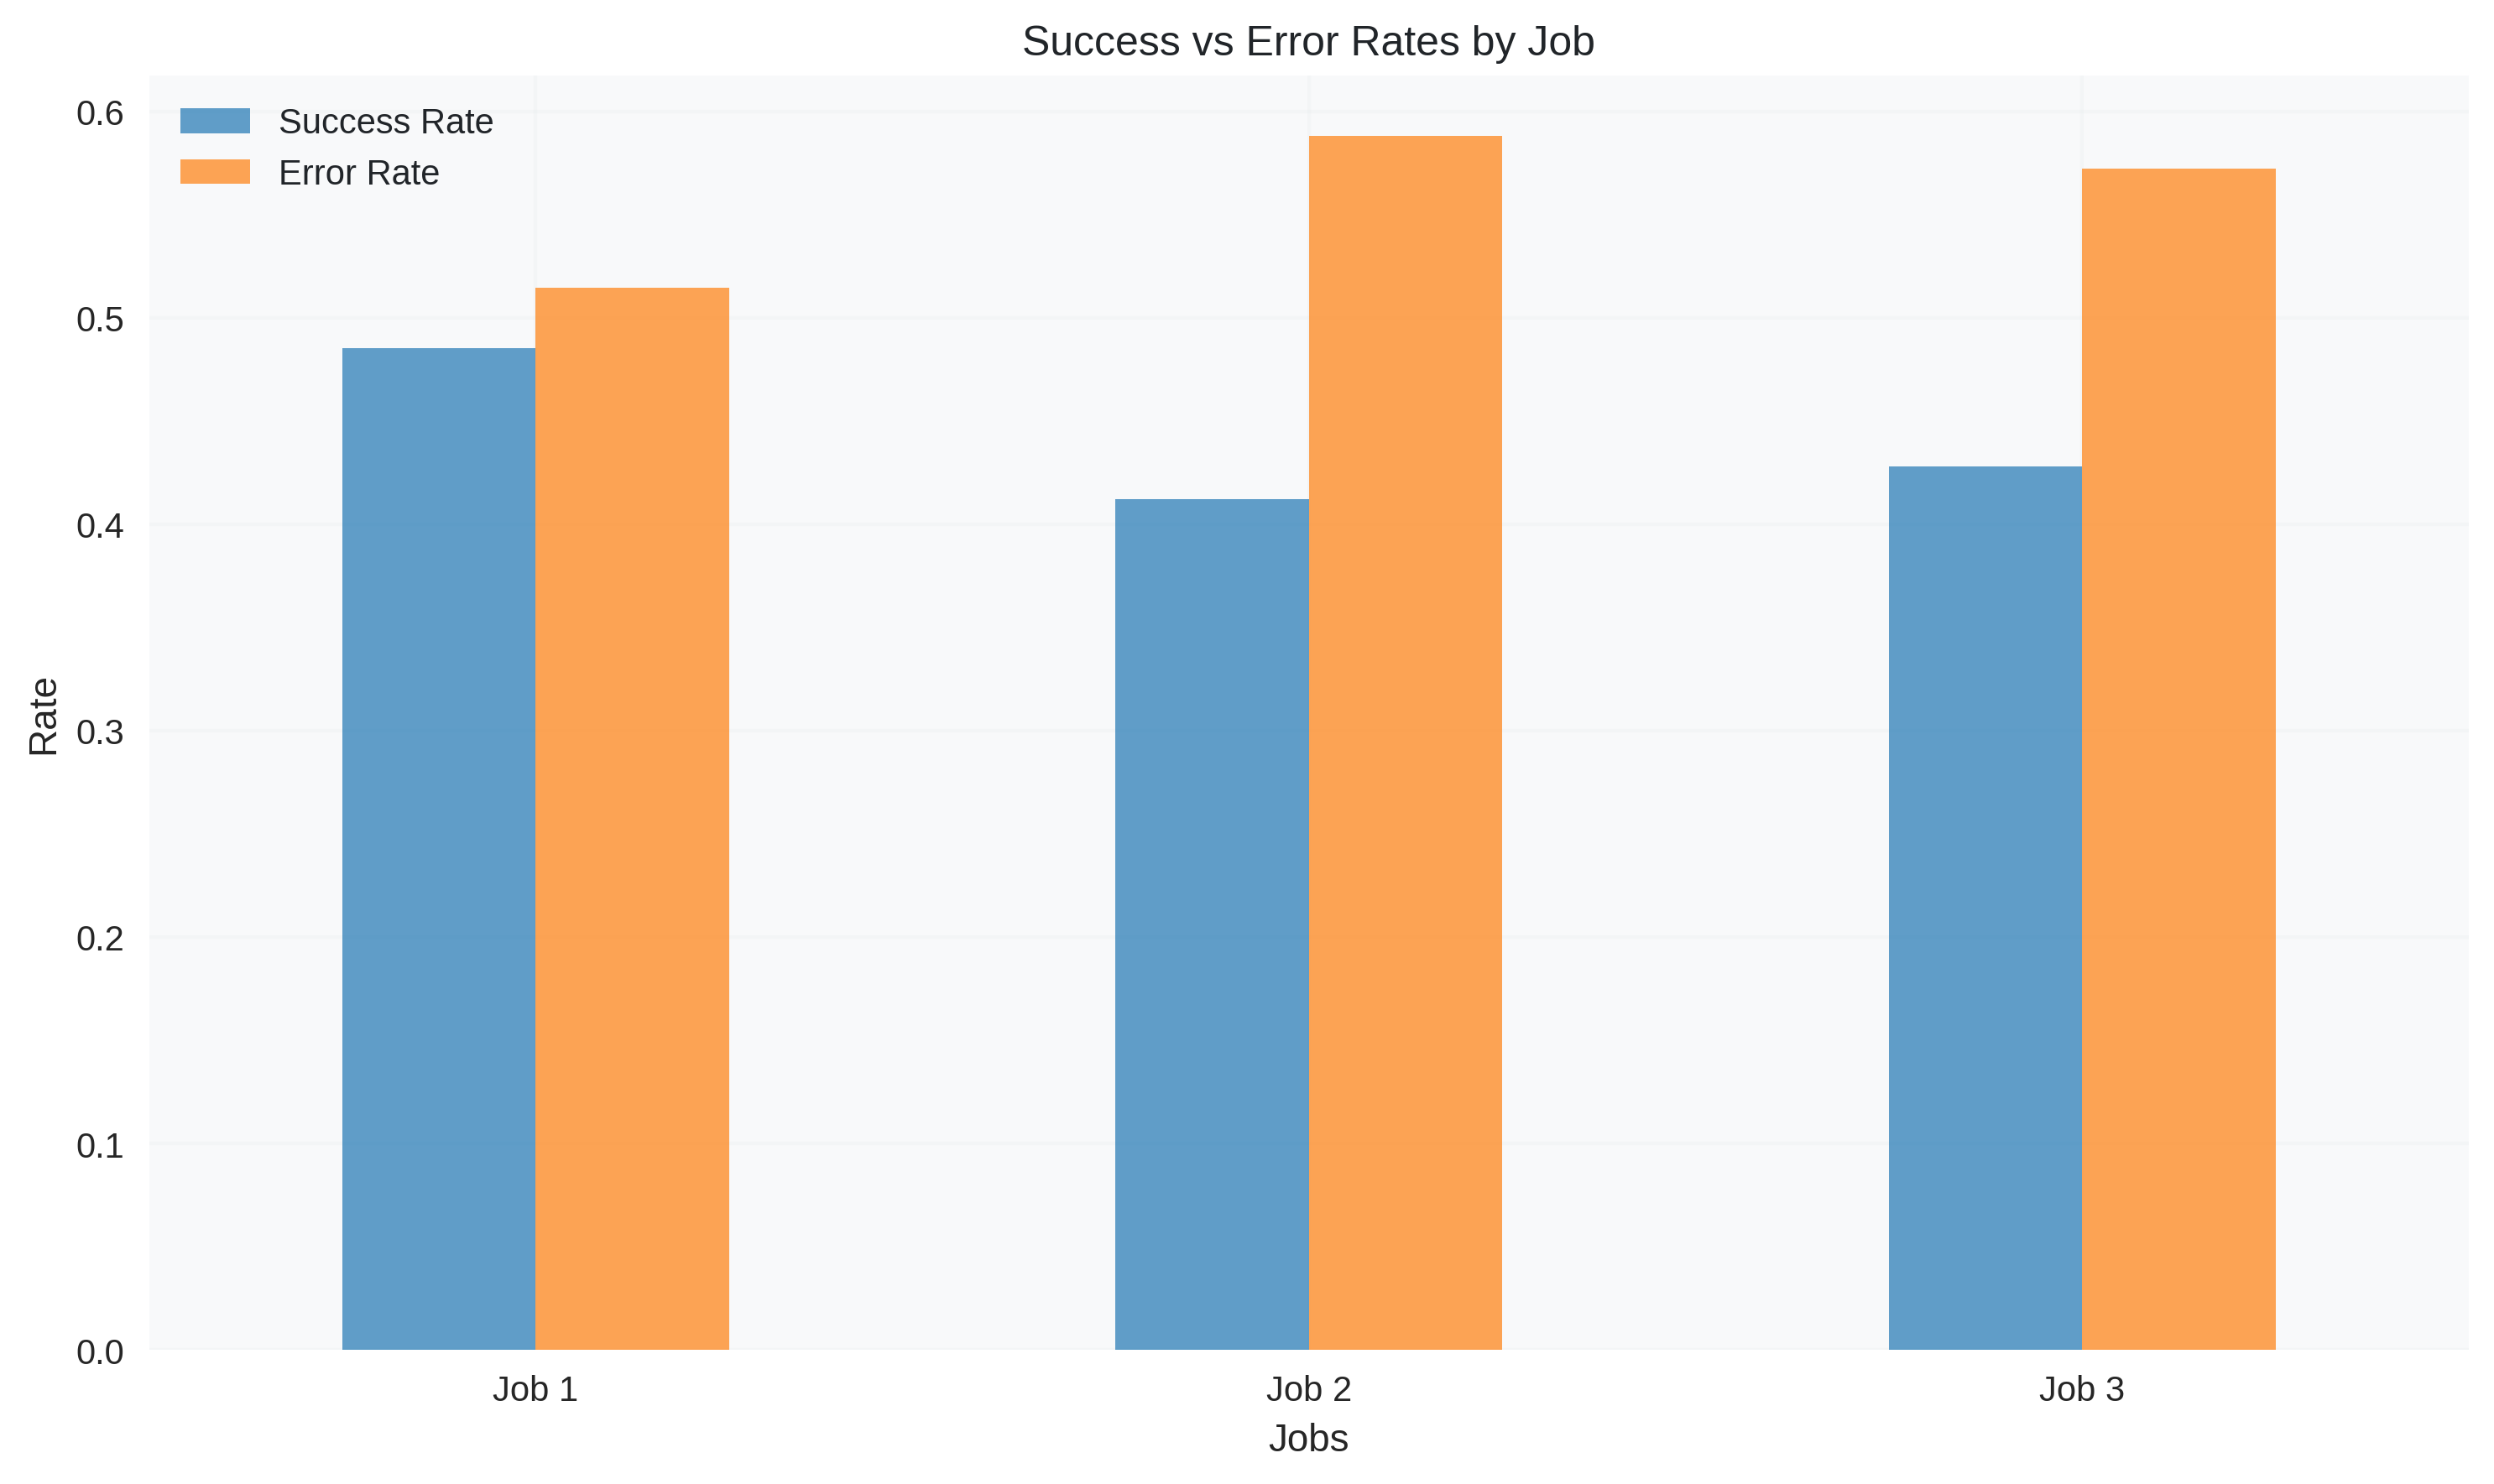 Success vs Error Rates by Job
Success Rate
Error Rate
0.6
0.5
0.4
0.3
0.2
0.1
0.0
Rate
Job 1
Job 2
Job 3
Jobs